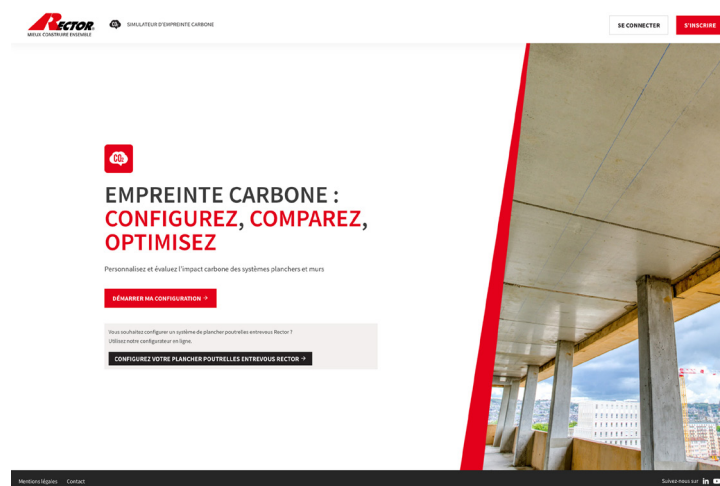 RECTOR
MIEUX CONSTRUIRE ENSEMBLE
CO₂ SIMULATEUR D'EMPREINTE CARBONE
SE CONNECTER
S'INSCRIRE
CO₂
EMPREINTE CARBONE :
CONFIGUREZ, COMPAREZ,
OPTIMISEZ
Personnalisez et évaluez l'impact carbone des systèmes planchers et murs
DÉMARRER MA CONFIGURATION →
Vous souhaitez configurer un système de plancher poutrelles entrevous Rector ?
Utilisez notre configurateur en ligne.
CONFIGUREZ VOTRE PLANCHER POUTRELLES ENTREVOUS RECTOR →
Mentions légales Contact
Suivez-nous sur in